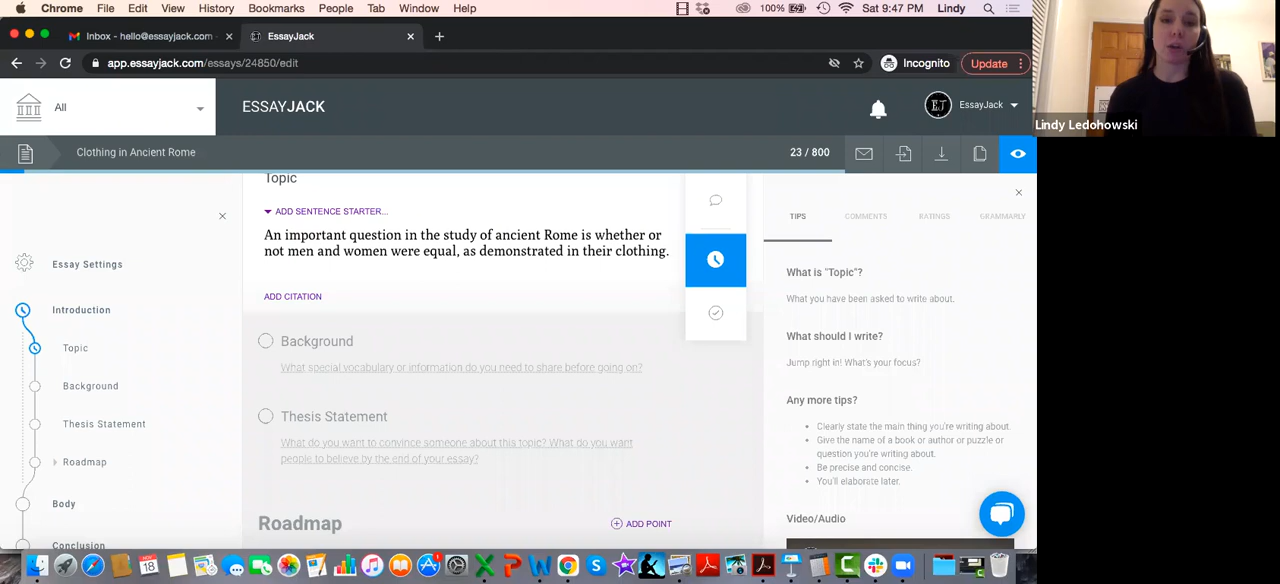 Chrome File Edit View History Bookmarks People Tab Window Help 100% Sat 9:47 PM Lindy
Inbox - hello@essayjack.com
EssayJack
app.essayjack.com/essays/24850/edit
Incognito
Update
All
ESSAYJACK
EssayJack
Lindy Ledohowski
Clothing in Ancient Rome
23 / 800
Topic
ADD SENTENCE STARTER...
An important question in the study of ancient Rome is whether or
not men and women were equal, as demonstrated in their clothing.
ADD CITATION
Background
What special vocabulary or information do you need to share before going on?
Thesis Statement
What do you want to convince someone about this topic? What do you want
people to believe by the end of your essay?
Roadmap
ADD POINT
Essay Settings
Introduction
Topic
Background
Thesis Statement
Roadmap
Body
Conclusion
TIPS COMMENTS RATINGS GRAMMARLY
What is "Topic"?
What you have been asked to write about.
What should I write?
Jump right in! What's your focus?
Any more tips?
Clearly state the main thing you're writing about.
Give the name of a book or author or puzzle or
question you're writing about.
Be precise and concise.
You'll elaborate later.
Video/Audio
NOV
18